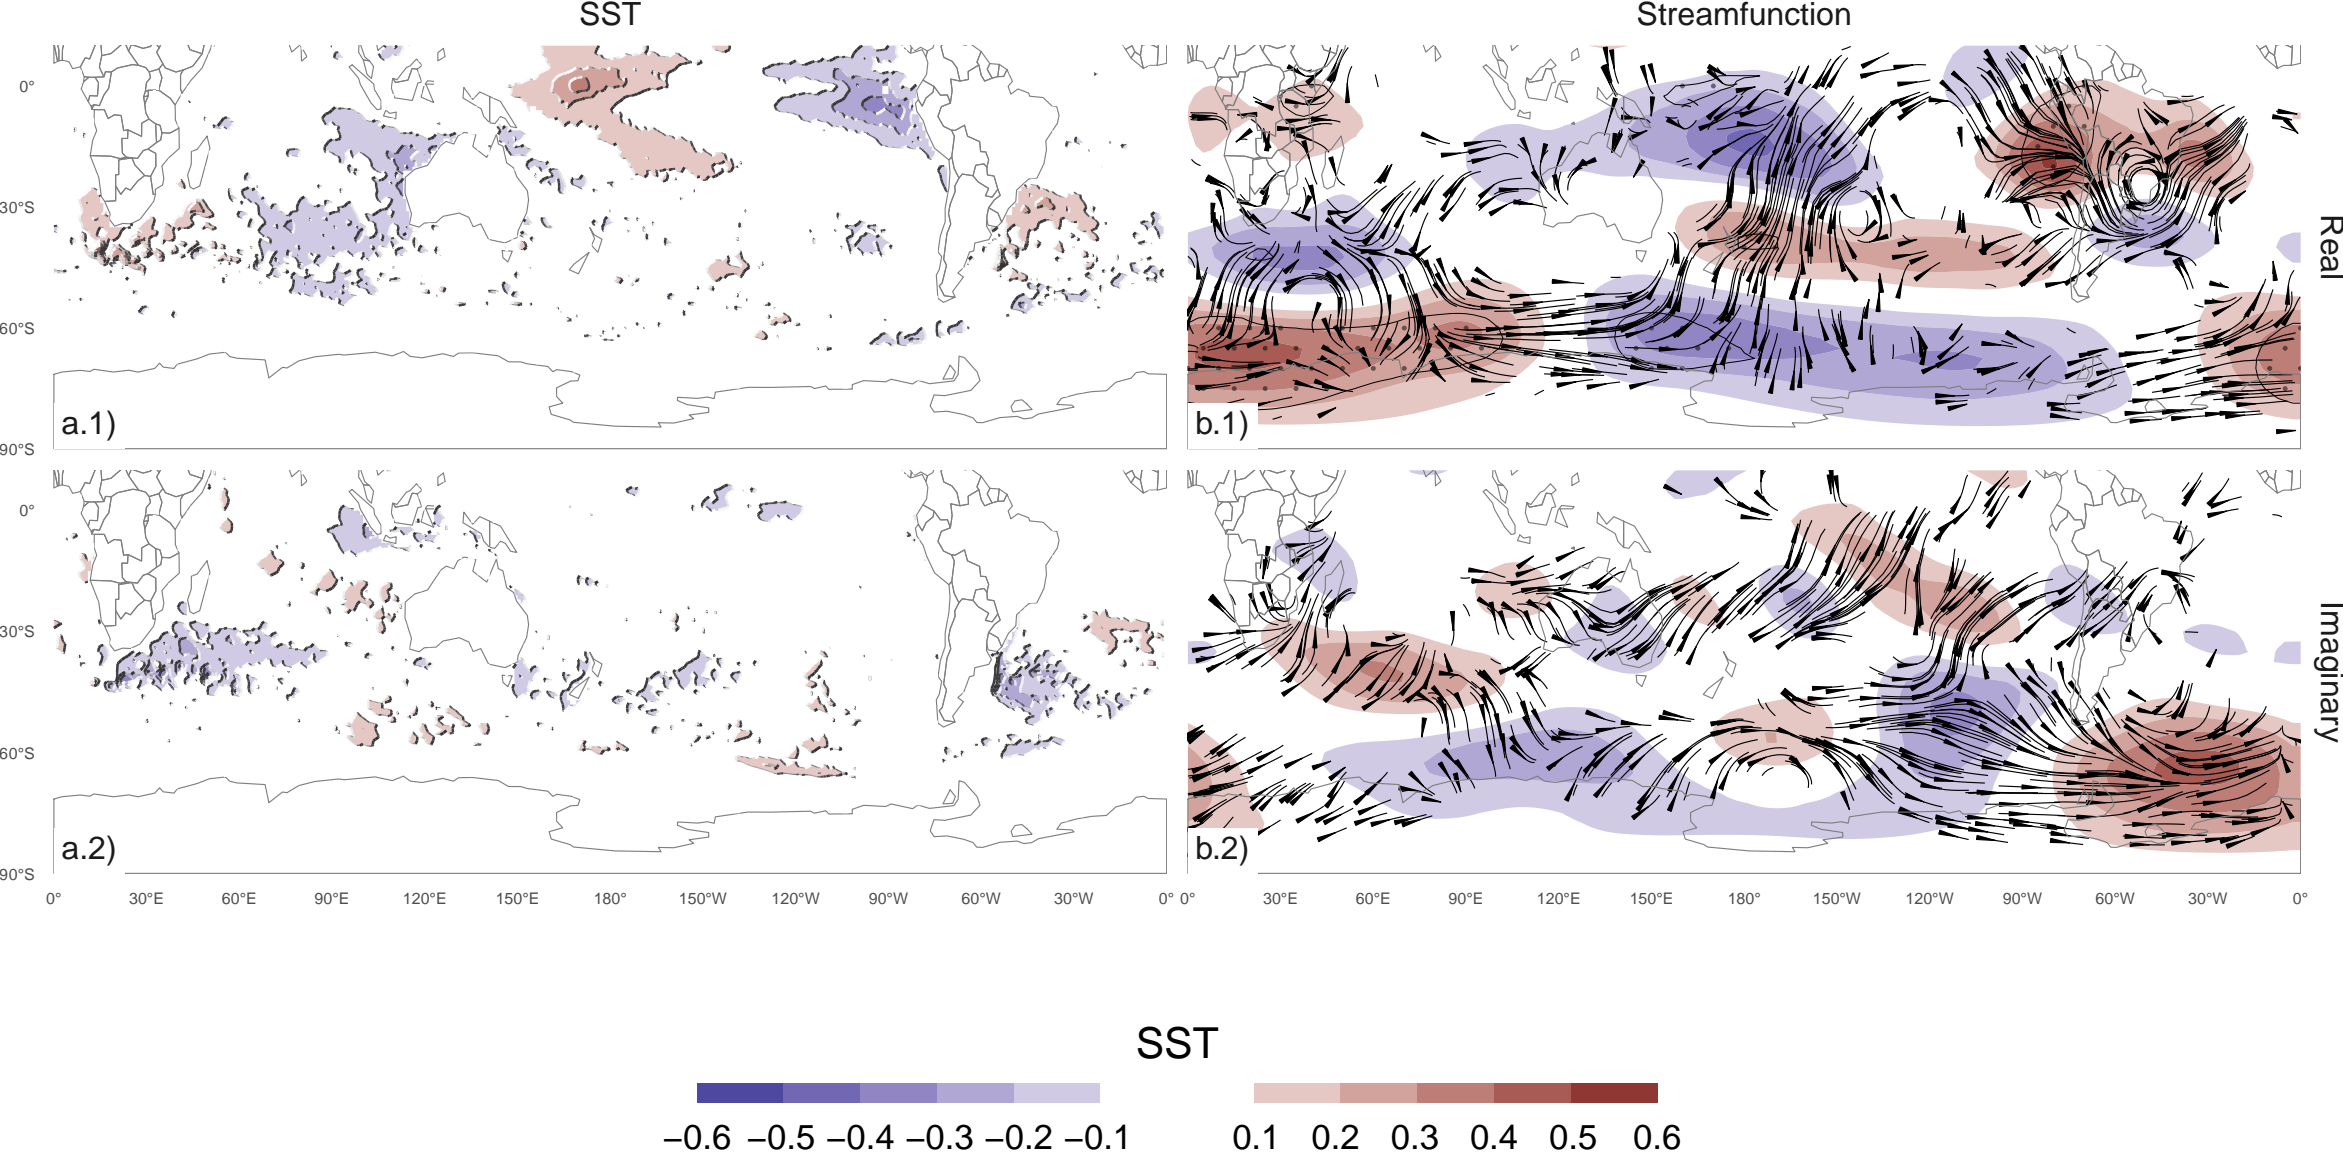 SST
Streamfunction
0°
30°S
60°S
90°S
a.1)
b.1)
Real
0°
30°S
60°S
90°S
a.2)
b.2)
Imaginary
0° 30°E 60°E 90°E 120°E 150°E 180° 150°W 120°W 90°W 60°W 30°W 0° 0° 30°E 60°E 90°E 120°E 150°E 180° 150°W 120°W 90°W 60°W 30°W 0°
SST
−0.6 −0.5 −0.4 −0.3 −0.2 −0.1 0.1 0.2 0.3 0.4 0.5 0.6